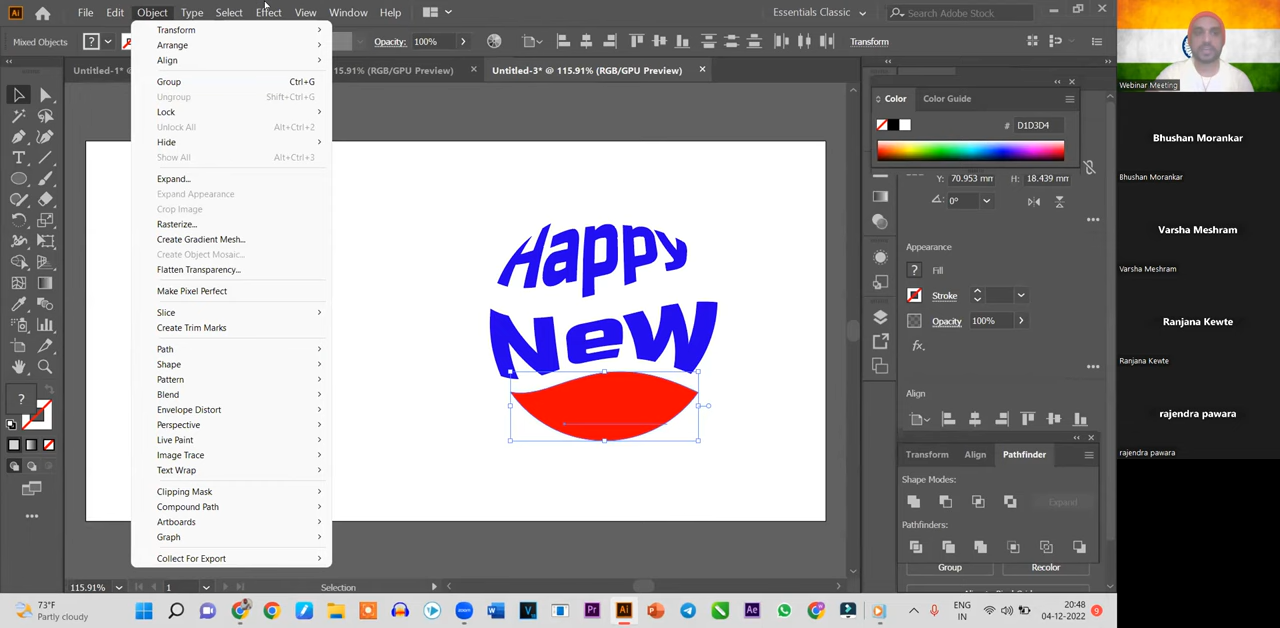 Ai File Edit Object Type Select Effect View Window Help Essentials Classic Search Adobe Stock
Mixed Objects ? Opacity: 100% Transform
Untitled-1* @ 115.91% (RGB/GPU Preview) Untitled-3* @ 115.91% (RGB/GPU Preview)
Transform
Arrange
Align
Group Ctrl+G
Ungroup Shift+Ctrl+G
Lock
Unlock All Alt+Ctrl+2
Hide
Show All Alt+Ctrl+3
Expand...
Expand Appearance
Crop Image
Rasterize...
Create Gradient Mesh...
Create Object Mosaic...
Flatten Transparency...
Make Pixel Perfect
Slice
Create Trim Marks
Path
Shape
Pattern
Blend
Envelope Distort
Perspective
Live Paint
Image Trace
Text Wrap
Clipping Mask
Compound Path
Artboards
Graph
Collect For Export
Happy
New
Color Color Guide
# D1D3D4
Y: 70.953 mm H: 18.439 mm
0°
Appearance
? Fill
Stroke
Opacity 100%
fx.
Align
Transform Align Pathfinder
Shape Modes:
Expand
Pathfinders:
Group Recolor
?
115.91% 1 Selection
Webinar Meeting
Bhushan Morankar
Bhushan Morankar
Varsha Meshram
Varsha Meshram
Ranjana Kewte
Ranjana Kewte
rajendra pawara
rajendra pawara
73°F
Partly cloudy
W V Pr Ai P Ae
ENG
IN
20:48
04-12-2022
9